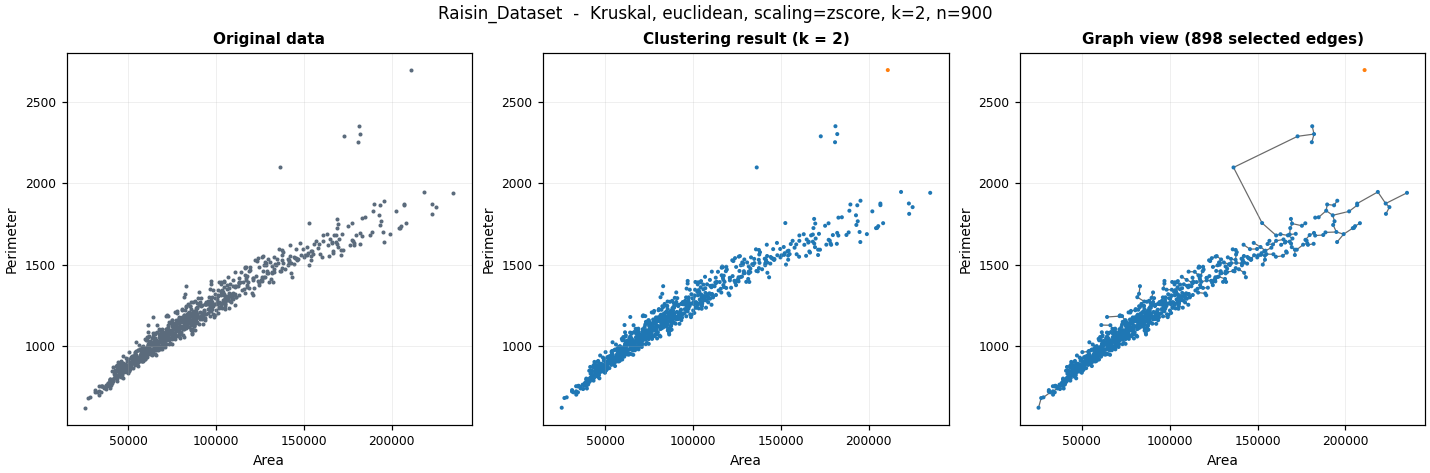 Raisin_Dataset  -  Kruskal, euclidean, scaling=zscore, k=2, n=900
Original data
Clustering result (k = 2)
Graph view (898 selected edges)
2500
2000
1500
1000
Perimeter
50000 100000 150000 200000
Area
2500
2000
1500
1000
Perimeter
50000 100000 150000 200000
Area
2500
2000
1500
1000
Perimeter
50000 100000 150000 200000
Area